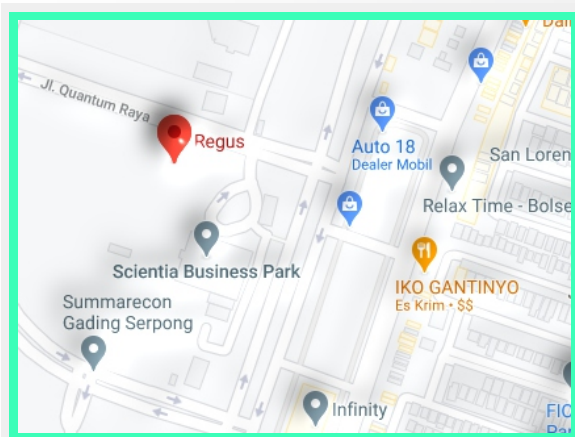 Jl. Quantum Raya
Regus
Auto 18
Dealer Mobil
San Loren
Relax Time - Bolse
Scientia Business Park
IKO GANTINYO
Es Krim • $$
Summarecon
Gading Serpong
Infinity
FIO